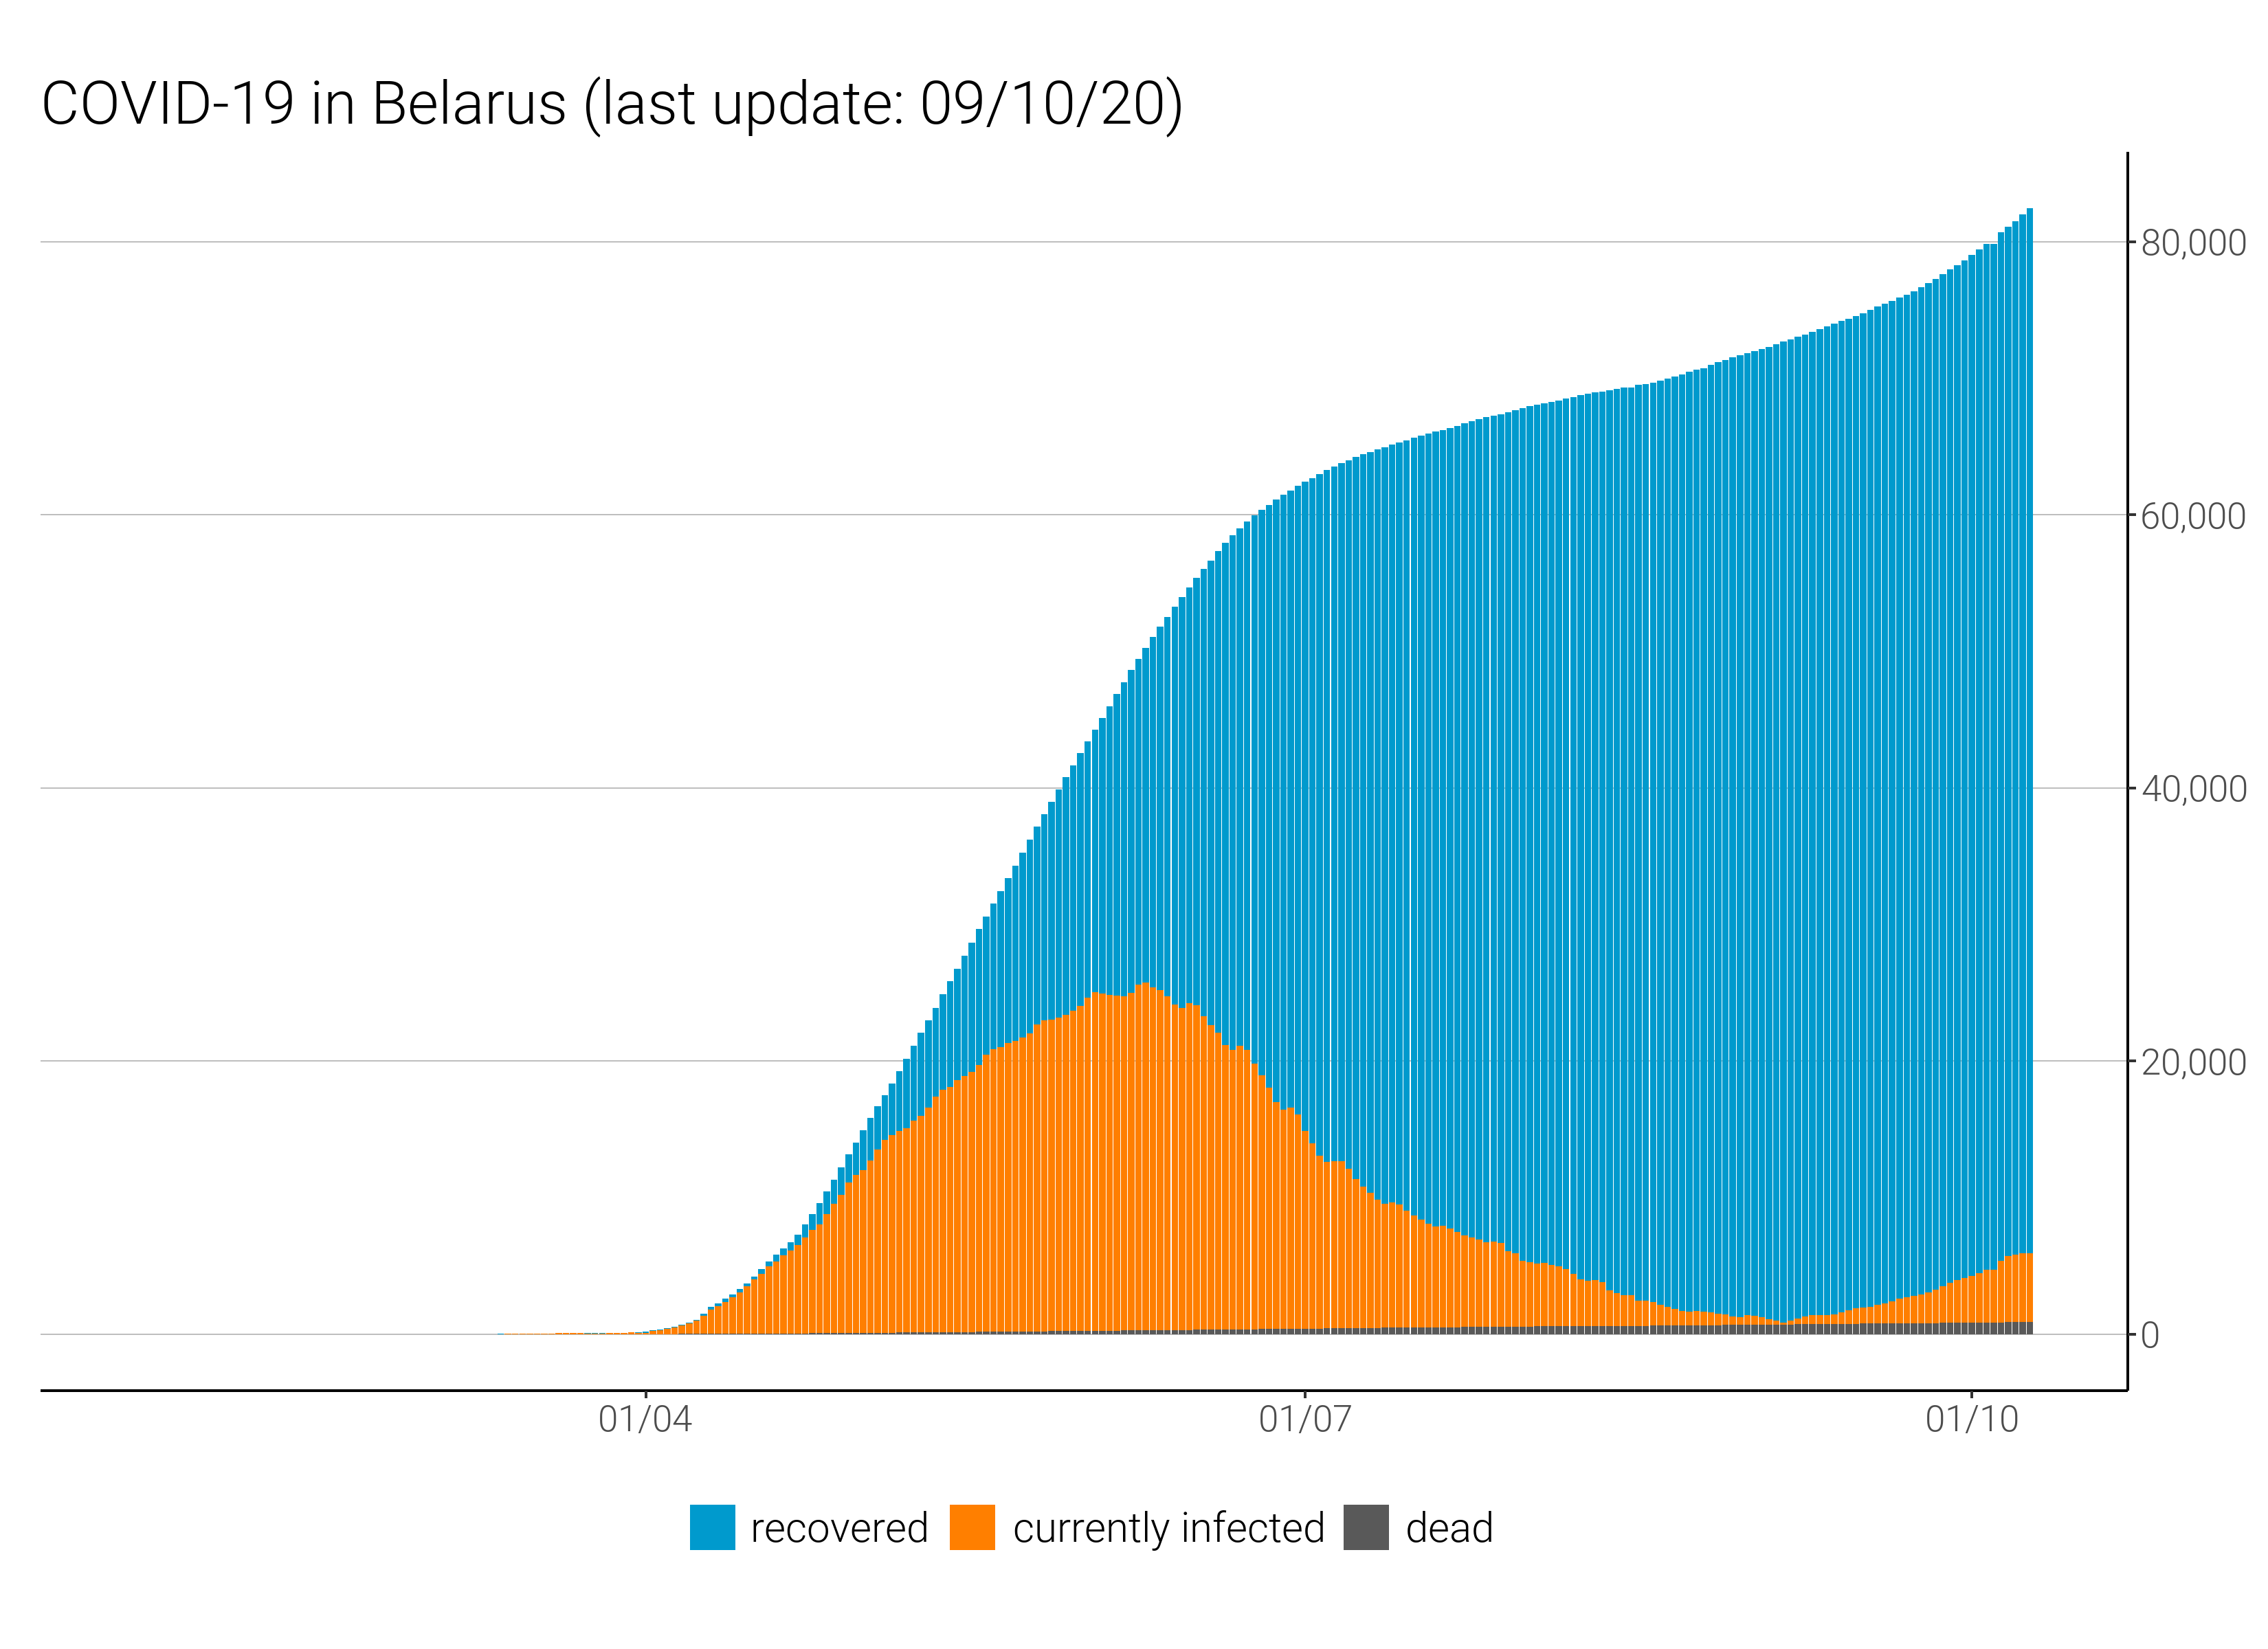 COVID-19 in Belarus (last update: 09/10/20)
80,000
60,000
40,000
20,000
0
01/04 01/07 01/10
recovered currently infected dead